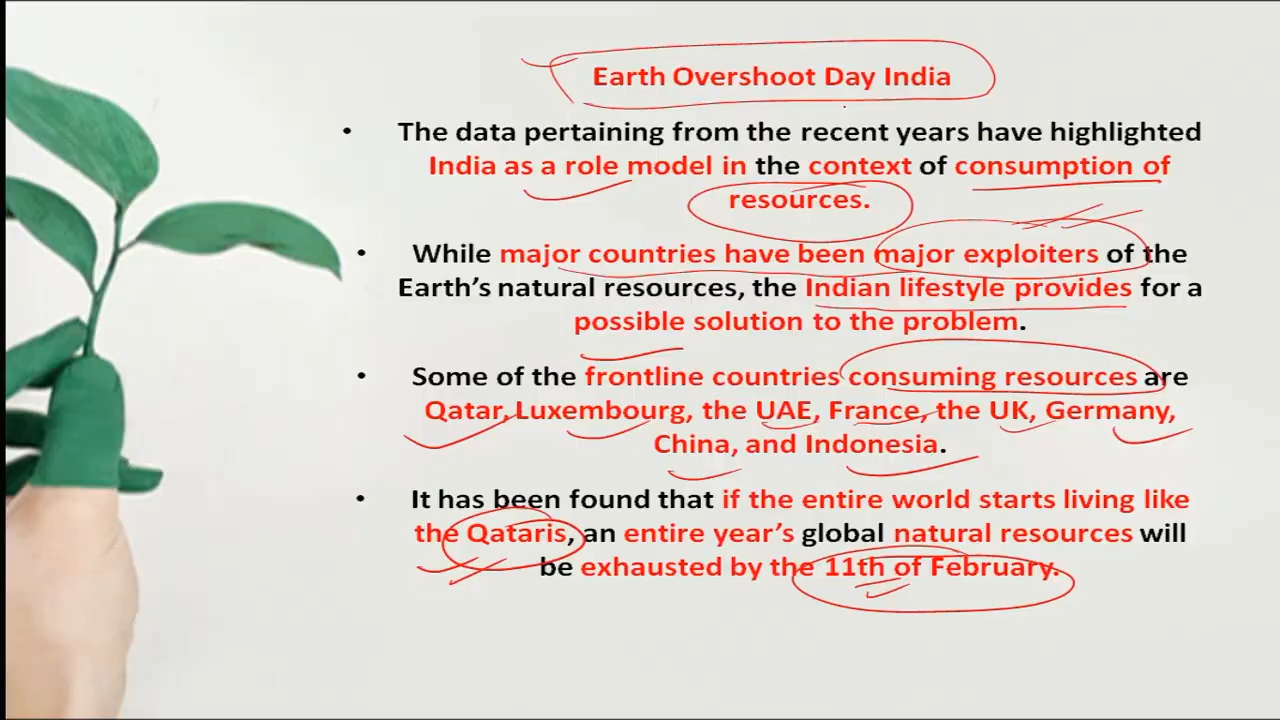 Earth Overshoot Day India
• The data pertaining from the recent years have highlighted
India as a role model in the context of consumption of
resources.
• While major countries have been major exploiters of the
Earth's natural resources, the Indian lifestyle provides for a
possible solution to the problem.
• Some of the frontline countries consuming resources are
Qatar, Luxembourg, the UAE, France, the UK, Germany,
China, and Indonesia.
• It has been found that if the entire world starts living like
the Qataris, an entire year's global natural resources will
be exhausted by the 11th of February.